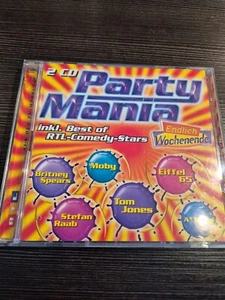 2 CD
Party
Mania
inkl. Best of
RTL-Comedy-Stars
Endlich
Wochenende!
Britney
Spears
Moby
Eiffel
65
Stefan
Raab
Tom
Jones